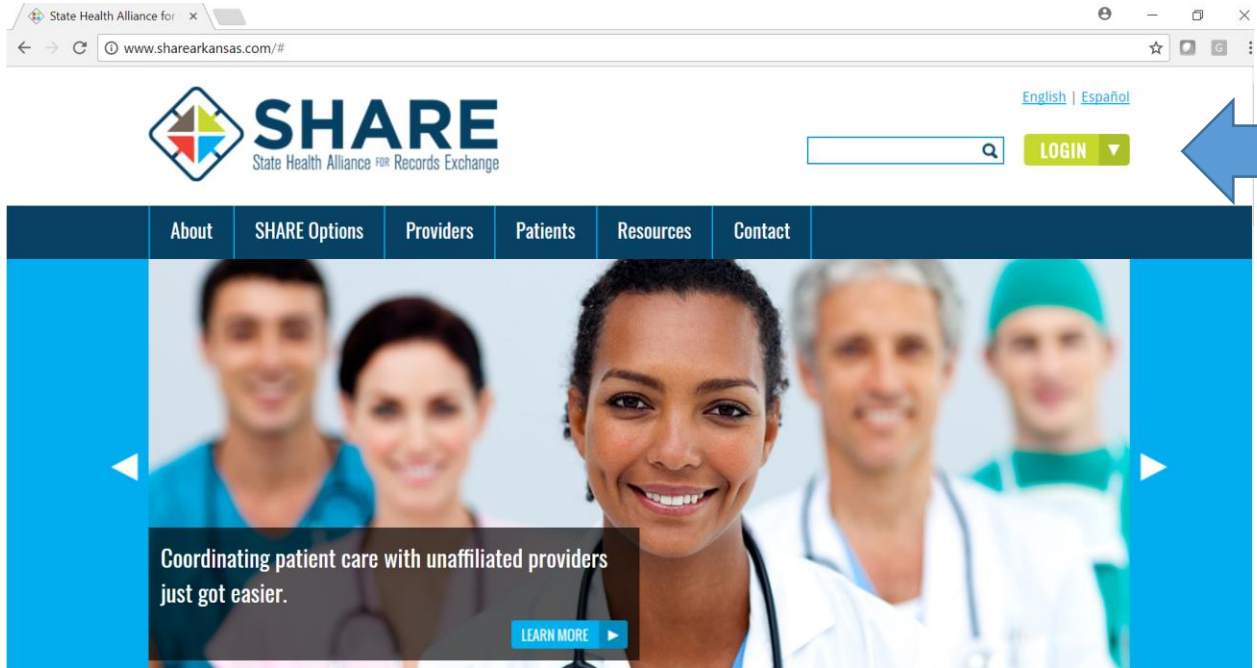 State Health Alliance for
www.sharearkansas.com/#
G
SHARE
State Health Alliance FOR Records Exchange
English | Español
LOGIN
About
SHARE Options
Providers
Patients
Resources
Contact
Coordinating patient care with unaffiliated providers
just got easier.
LEARN MORE